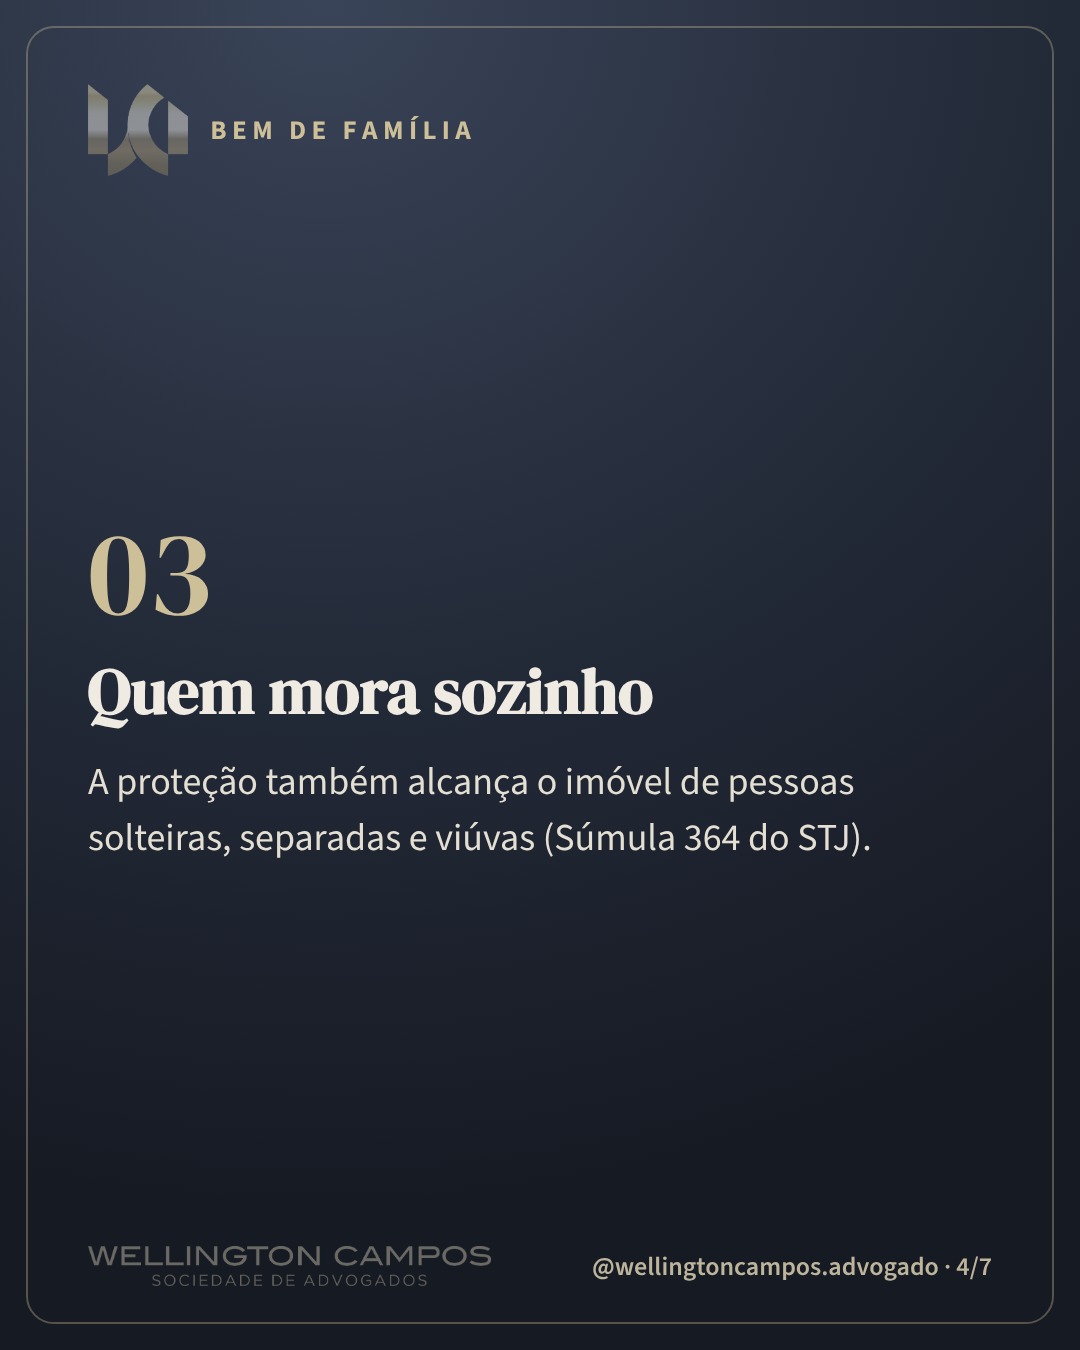 BEM DE FAMÍLIA
03
Quem mora sozinho
A proteção também alcança o imóvel de pessoas
solteiras, separadas e viúvas (Súmula 364 do STJ).
WELLINGTON CAMPOS
SOCIEDADE DE ADVOGADOS
@wellingtoncampos.advogado · 4/7